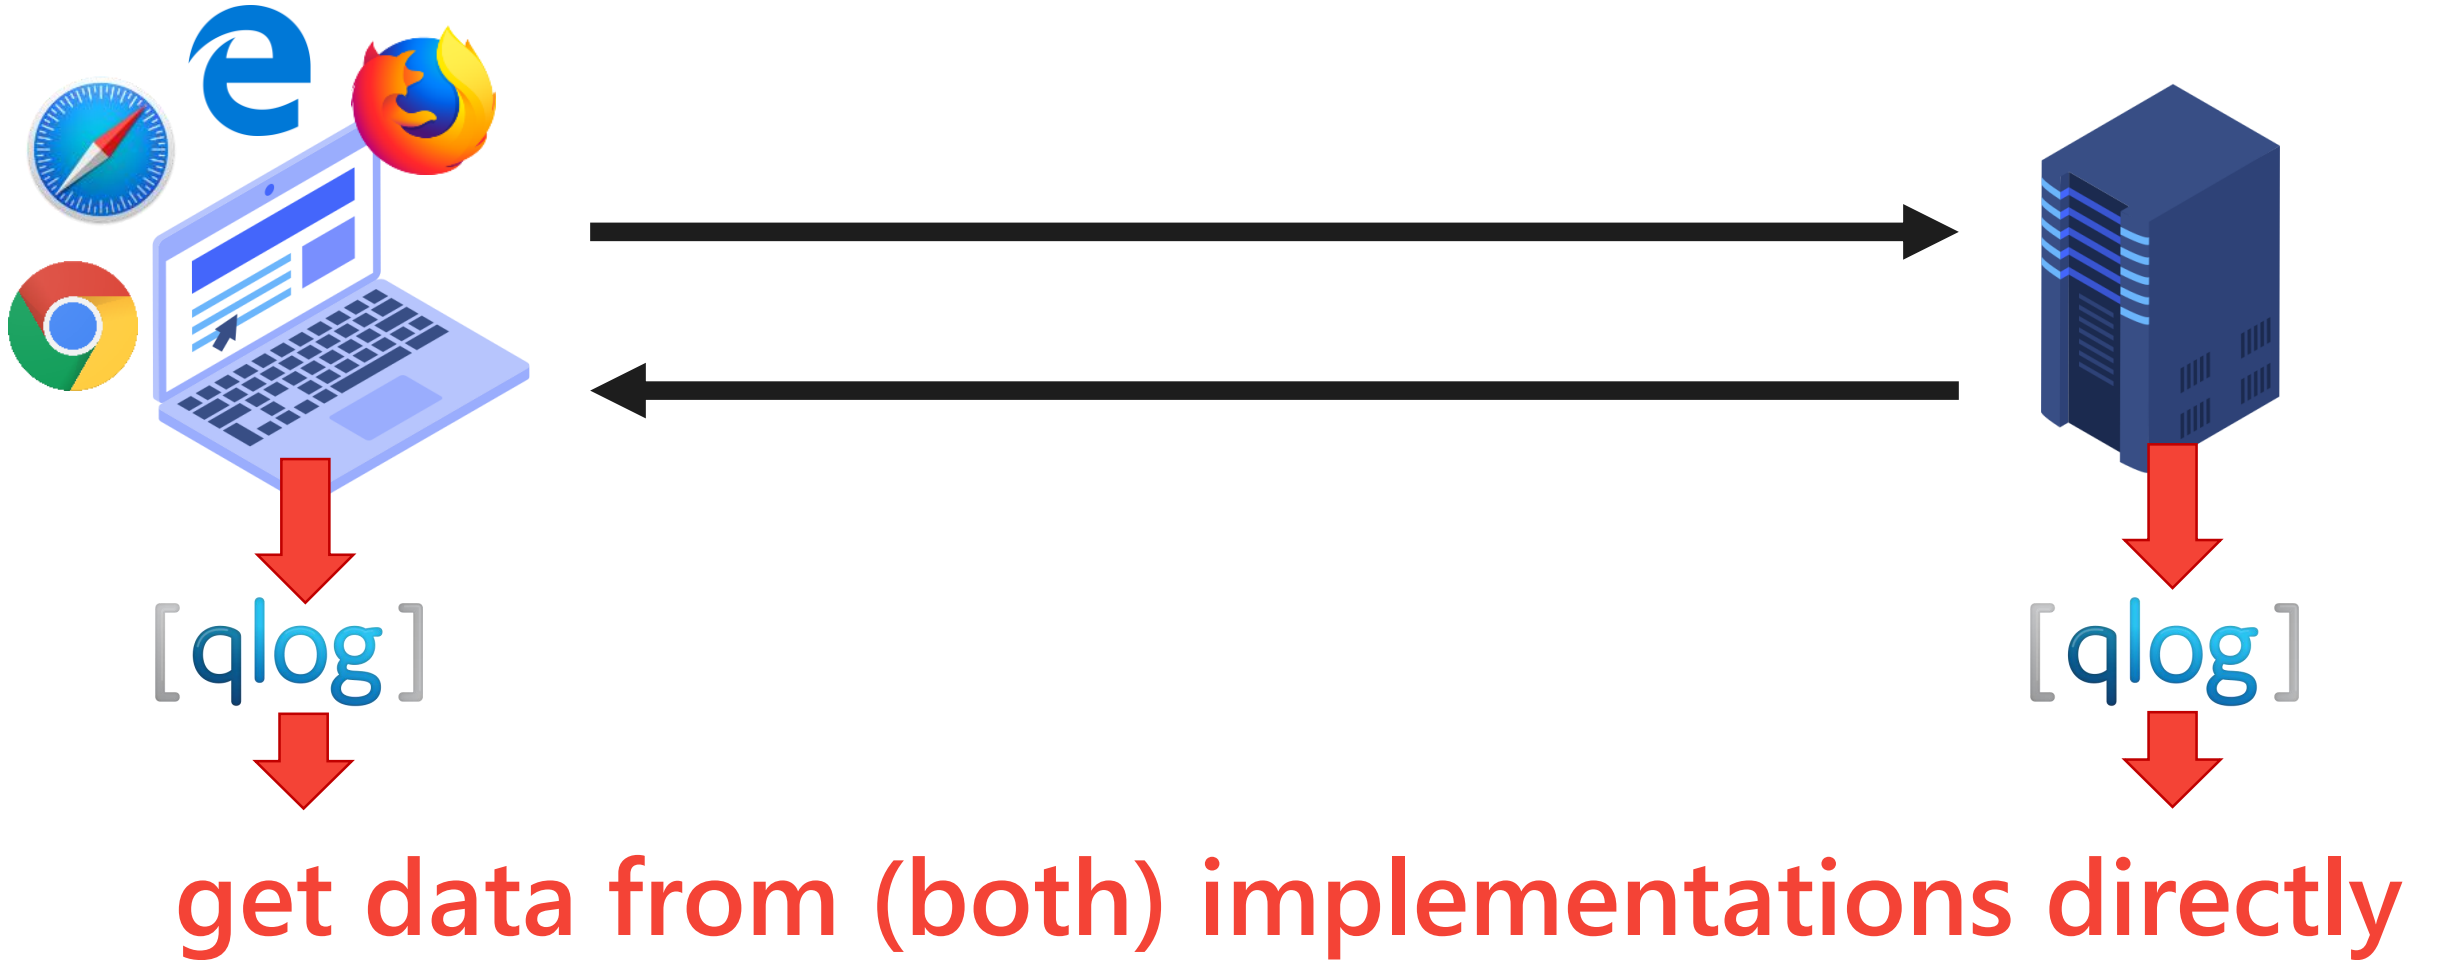 [qlog] [qlog]
get data from (both) implementations directly